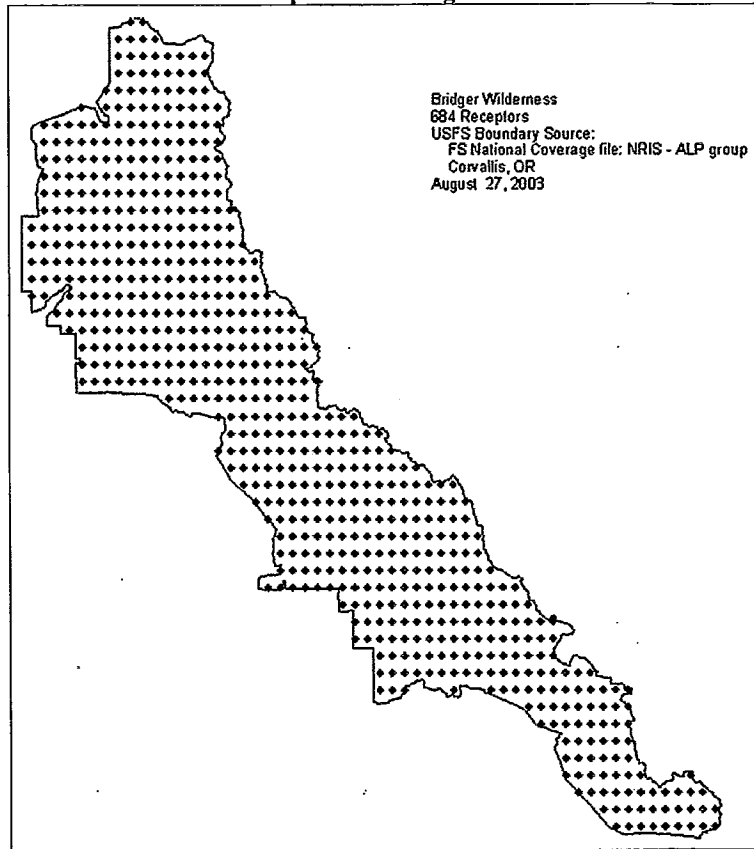 Bridger Wilderness
684 Receptors
USFS Boundary Source:
FS National Coverage file: NRIS - ALP group
Corvallis, OR
August 27, 2003